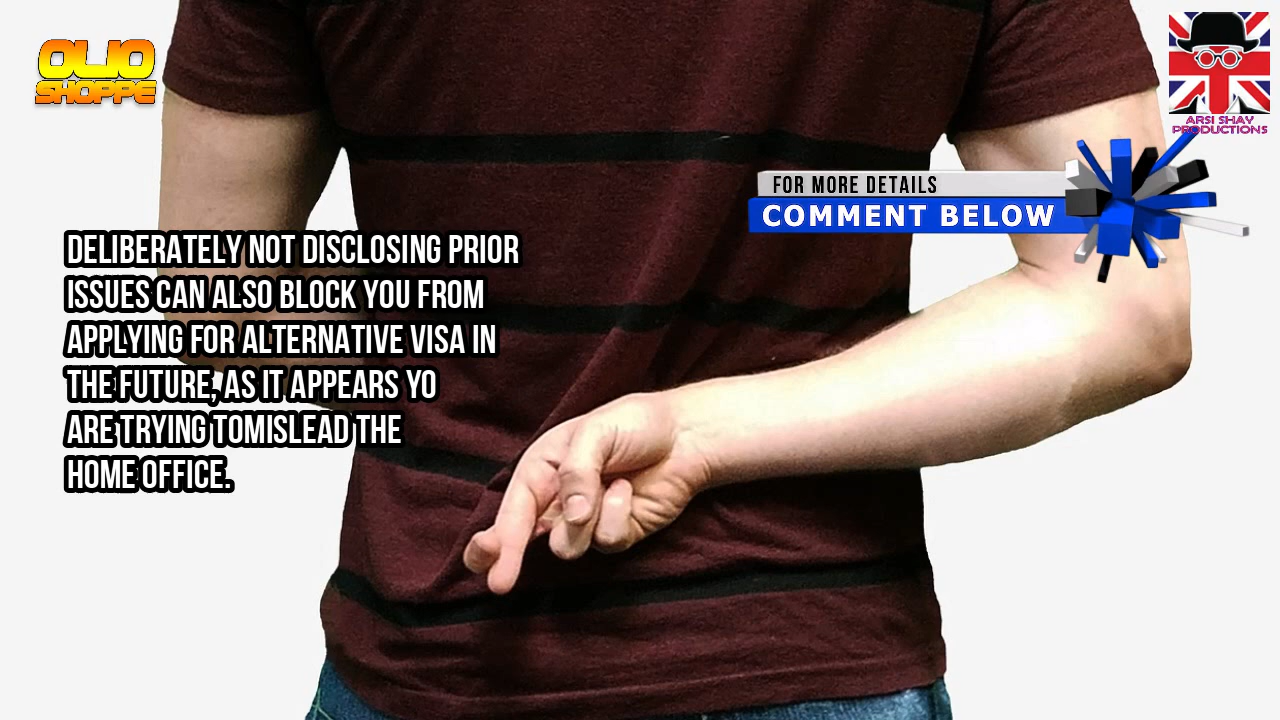 OLIO
SHOPPE
ARSI SHAY
PRODUCTIONS
FOR MORE DETAILS
COMMENT BELOW
DELIBERATELY NOT DISCLOSING PRIOR
ISSUES CAN ALSO BLOCK YOU FROM
APPLYING FOR ALTERNATIVE VISA IN
THE FUTURE, AS IT APPEARS YO
ARE TRYING TOMISLEAD THE
HOME OFFICE.